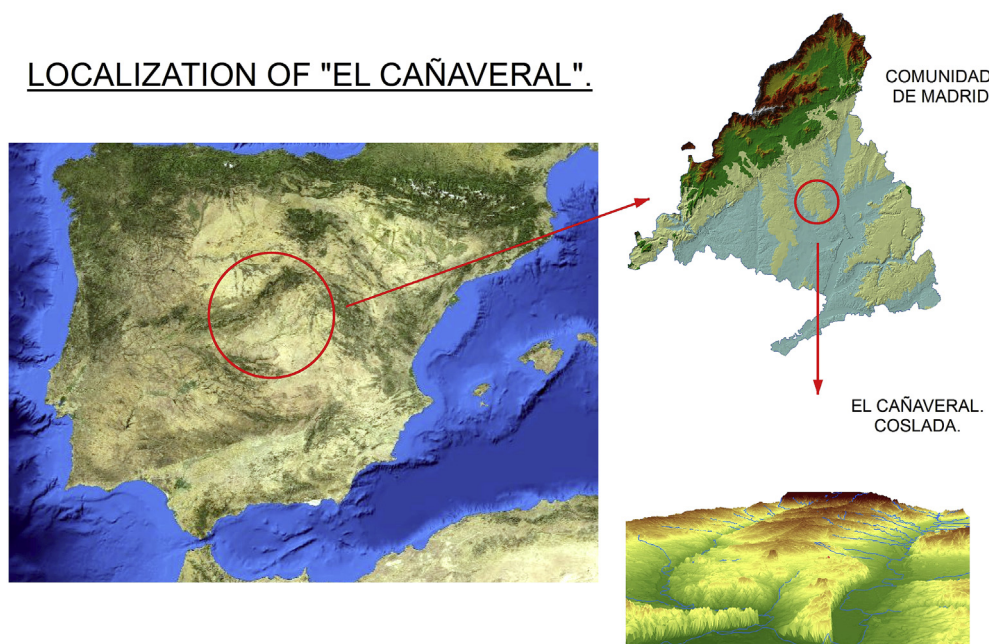 LOCALIZATION OF "EL CAÑAVERAL".
COMUNIDAD
DE MADRID
EL CAÑAVERAL.
COSLADA.